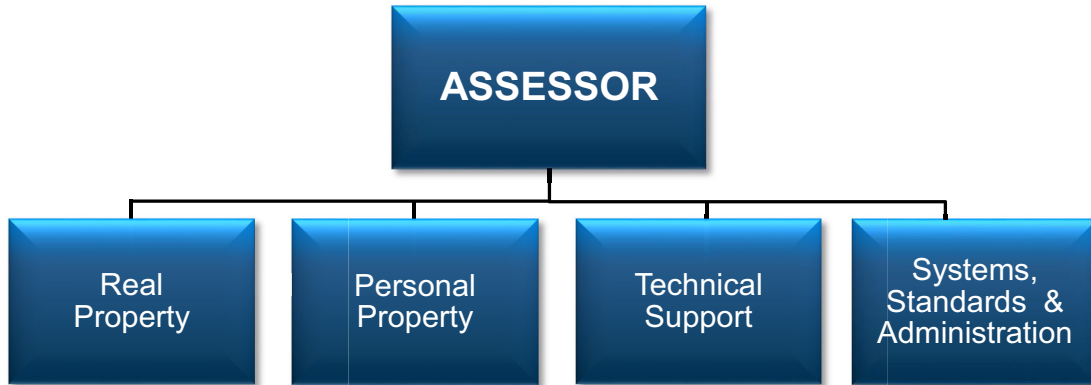 ASSESSOR
Real
Property
Personal
Property
Technical
Support
Systems,
Standards &
Administration